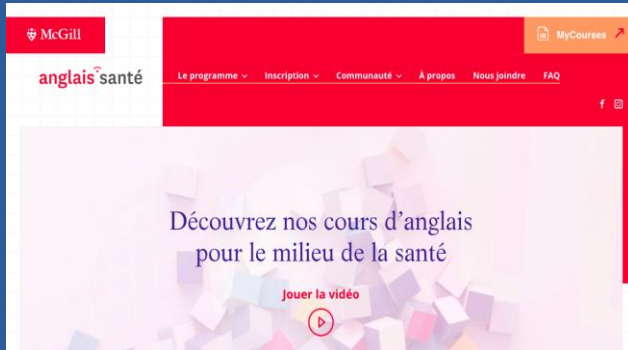 McGill
MyCourses
anglais santé
Le programme
Inscription
Communauté
À propos
Nous joindre
FAQ
Découvrez nos cours d'anglais
pour le milieu de la santé
Jouer la vidéo